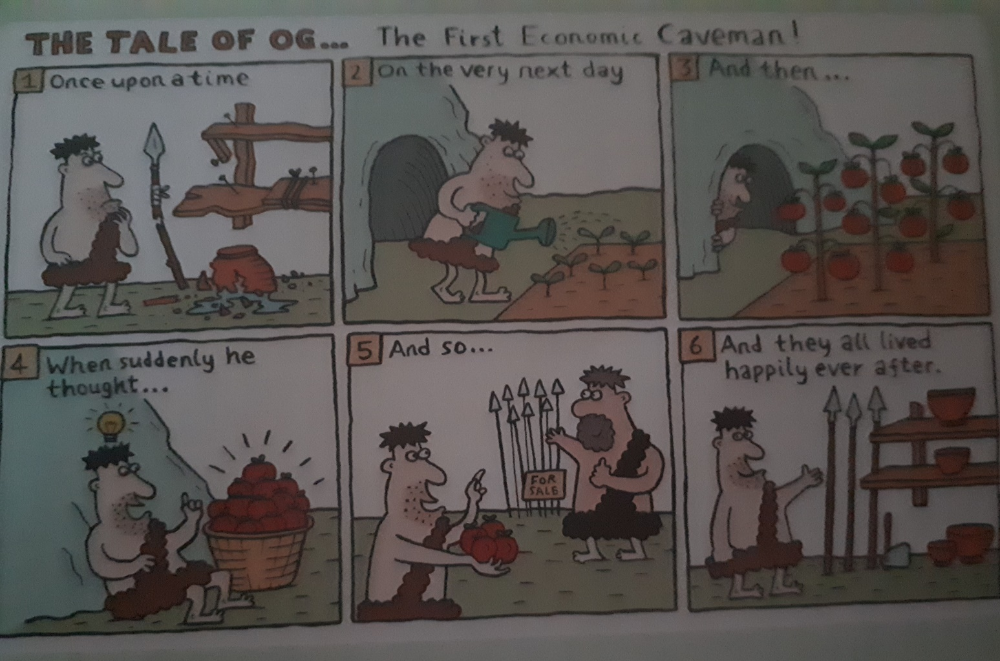 THE TALE OF OG... The First Economic Caveman!
1 Once upon a time
2 On the very next day
3 And then...
4 When suddenly he
thought...
5 And so...
FOR
SALE
6 And they all lived
happily ever after.